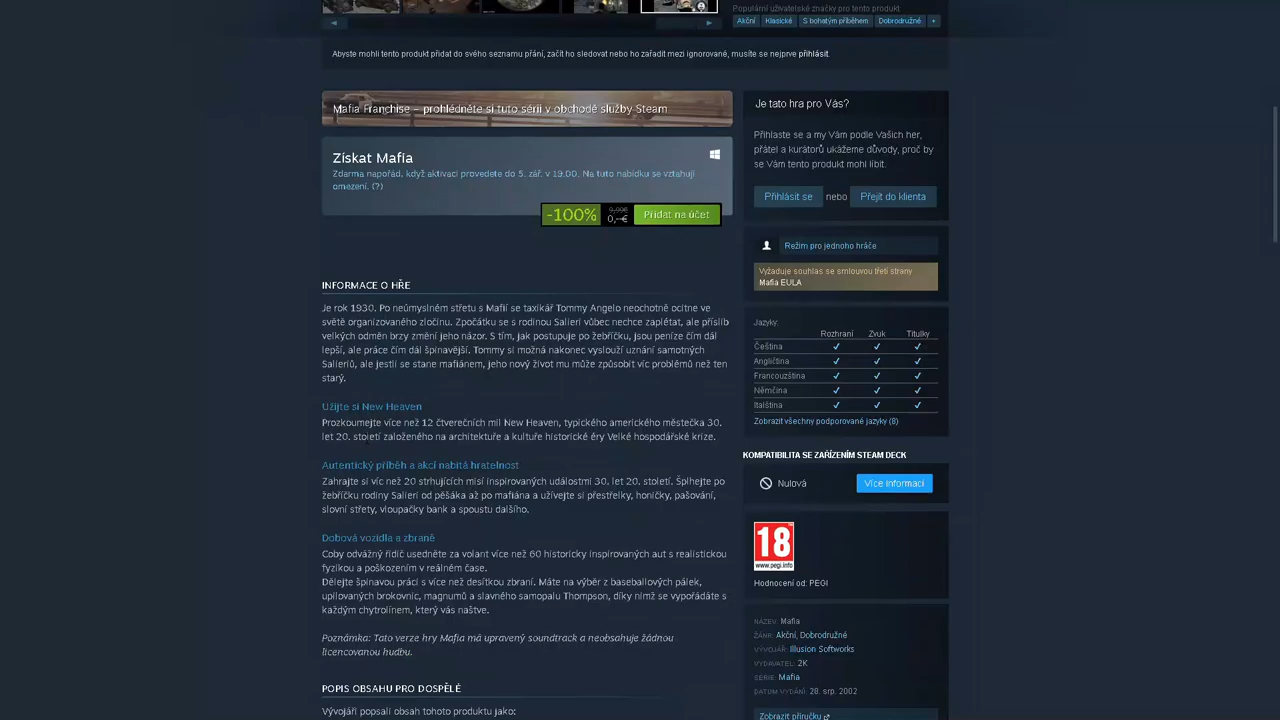 Populární uživatelské značky pro tento produkt:
Akční Klasické S bohatým příběhem Dobrodružné +
Abyste mohli tento produkt přidat do svého seznamu přání, začít ho sledovat nebo ho zařadit mezi ignorované, musíte se nejprve přihlásit.
Mafia Franchise – prohlédněte si tuto sérii v obchodě služby Steam
Získat Mafia
Zdarma napořád, když aktivaci provedete do 5. zář. v 19.00. Na tuto nabídku se vztahují
omezení. (?)
-100% 9,99€ 0,--€ Přidat na účet
INFORMACE O HŘE
Je rok 1930. Po neúmyslném střetu s Mafií se taxikář Tommy Angelo neochotně ocitne ve
světě organizovaného zločinu. Zpočátku se s rodinou Salieri vůbec nechce zaplétat, ale příslib
velkých odměn brzy změní jeho názor. S tím, jak postupuje po žebříčku, jsou peníze čím dál
lepší, ale práce čím dál špinavější. Tommy si možná nakonec vyslouží uznání samotných
Salieriů, ale jestli se stane mafiánem, jeho nový život mu může způsobit víc problémů než ten
starý.
Užijte si New Heaven
Prozkoumejte více než 12 čtverečních mil New Heaven, typického amerického městečka 30.
let 20. století založeného na architektuře a kultuře historické éry Velké hospodářské krize.
Autentický příběh a akcí nabitá hratelnost
Zahrajte si víc než 20 strhujících misí inspirovaných událostmi 30. let 20. století. Šplhejte po
žebříčku rodiny Salieri od pěšáka až po mafiána a užívejte si přestřelky, honičky, pašování,
slovní střety, vloupačky bank a spoustu dalšího.
Dobová vozidla a zbraně
Coby odvážný řidič usednete za volant více než 60 historicky inspirovaných aut s realistickou
fyzikou a poškozením v reálném čase.
Dělejte špinavou práci s více než desítkou zbraní. Máte na výběr z baseballových pálek,
upilovaných brokovnic, magnumů a slavného samopalu Thompson, díky nimž se vypořádáte s
každým chytrolínem, který vás naštve.
Poznámka: Tato verze hry Mafia má upravený soundtrack a neobsahuje žádnou
licencovanou hudbu.
POPIS OBSAHU PRO DOSPĚLÉ
Vývojáři popsali obsah tohoto produktu jako:
Je tato hra pro Vás?
Přihlaste se a my Vám podle Vašich her,
přátel a kurátorů ukážeme důvody, proč by
se Vám tento produkt mohl líbit.
Přihlásit se nebo Přejít do klienta
Režim pro jednoho hráče
Vyžaduje souhlas se smlouvou třetí strany
Mafia EULA
Jazyky:
Rozhraní Zvuk Titulky
Čeština ✓ ✓ ✓
Angličtina ✓ ✓ ✓
Francouzština ✓ ✓ ✓
Němčina ✓ ✓ ✓
Italština ✓ ✓ ✓
Zobrazit všechny podporované jazyky (8)
KOMPATIBILITA SE ZAŘÍZENÍM STEAM DECK
Nulová Více informací
18
www.pegi.info
Hodnocení od: PEGI
NÁZEV: Mafia
ŽÁNR: Akční, Dobrodružné
VÝVOJÁŘ: Illusion Softworks
VYDAVATEL: 2K
SÉRIE: Mafia
DATUM VYDÁNÍ: 28. srp. 2002
Zobrazit příručku